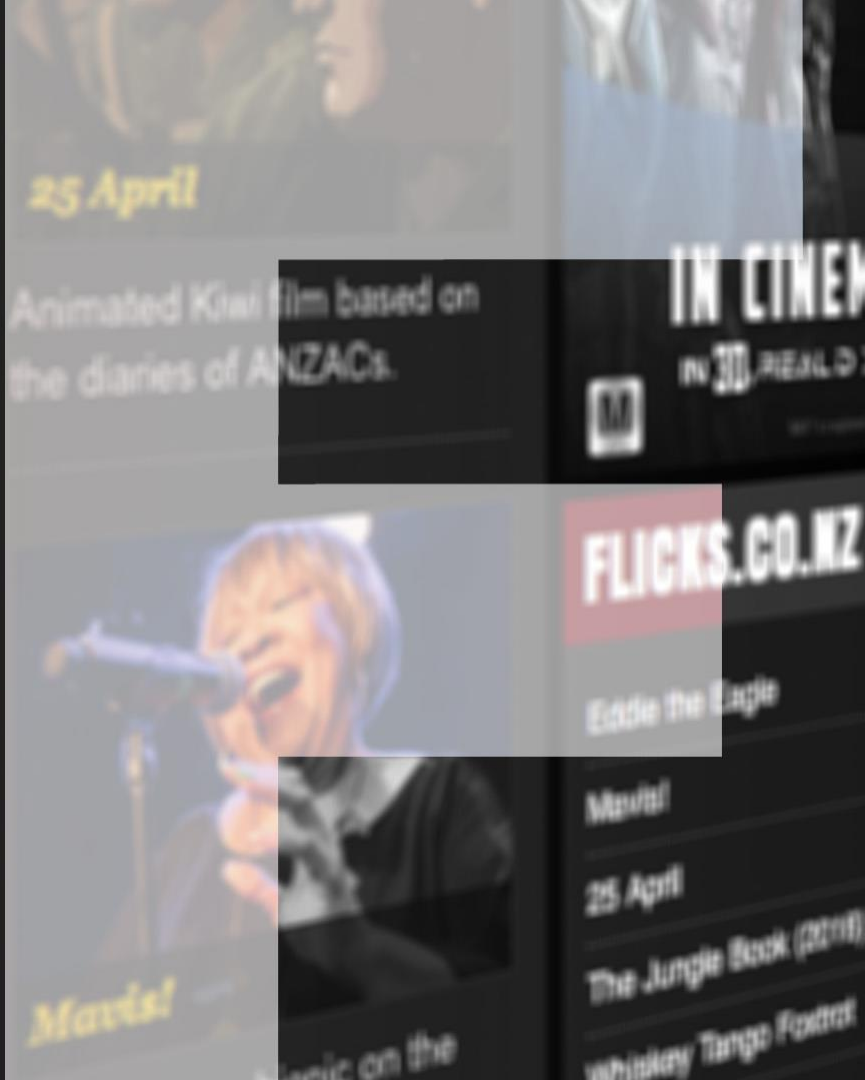 25 April
Animated Kiwi film based on
the diaries of ANZACs.
Mavis!
on the
IN CINEM
IN 3D, REAL D
M
FLICKS.CO.NZ
Eddie the Eagle
Mavis!
25 April
The Jungle Book (2016)
Whiskey Tango Foxtrot